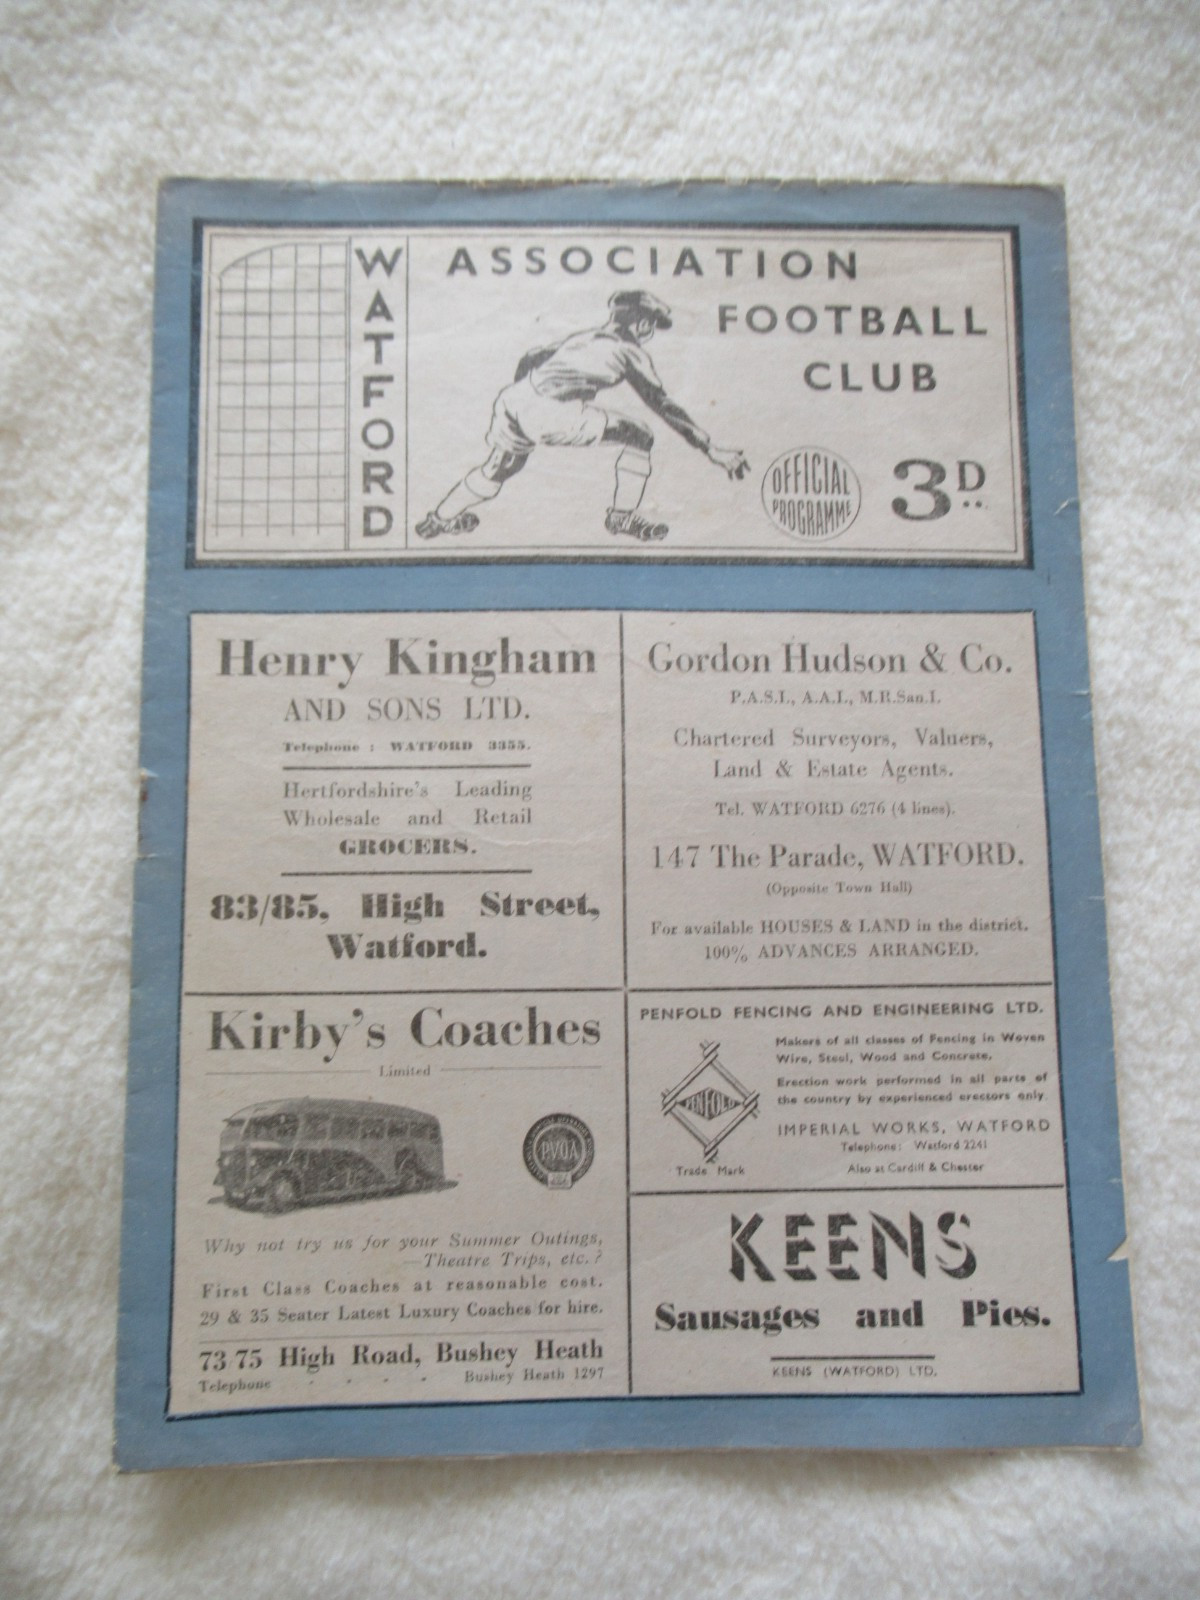 WATFORD
ASSOCIATION
FOOTBALL
CLUB
OFFICIAL
PROGRAMME
3D.
Henry Kingham
AND SONS LTD.
Telephone : WATFORD 3355.
Hertfordshire's Leading
Wholesale and Retail
GROCERS.
83/85, High Street,
Watford.
Gordon Hudson & Co.
P.A.S.I., A.A.I., M.R.San.I.
Chartered Surveyors, Valuers,
Land & Estate Agents.
Tel. WATFORD 6276 (4 lines).
147 The Parade, WATFORD.
(Opposite Town Hall)
For available HOUSES & LAND in the district.
100% ADVANCES ARRANGED.
Kirby's Coaches
Limited
PVOA
Why not try us for your Summer Outings,
—Theatre Trips, etc.?
First Class Coaches at reasonable cost.
29 & 35 Seater Latest Luxury Coaches for hire.
73-75 High Road, Bushey Heath
Telephone - - - - Bushey Heath 1297
PENFOLD FENCING AND ENGINEERING LTD.
PENFOLD
Trade Mark
Makers of all classes of Fencing in Woven
Wire, Steel, Wood and Concrete.
Erection work performed in all parts of
the country by experienced erectors only.
IMPERIAL WORKS, WATFORD
Telephone: Watford 2241
Also at Cardiff & Chester
KEENS
Sausages and Pies.
KEENS (WATFORD) LTD.